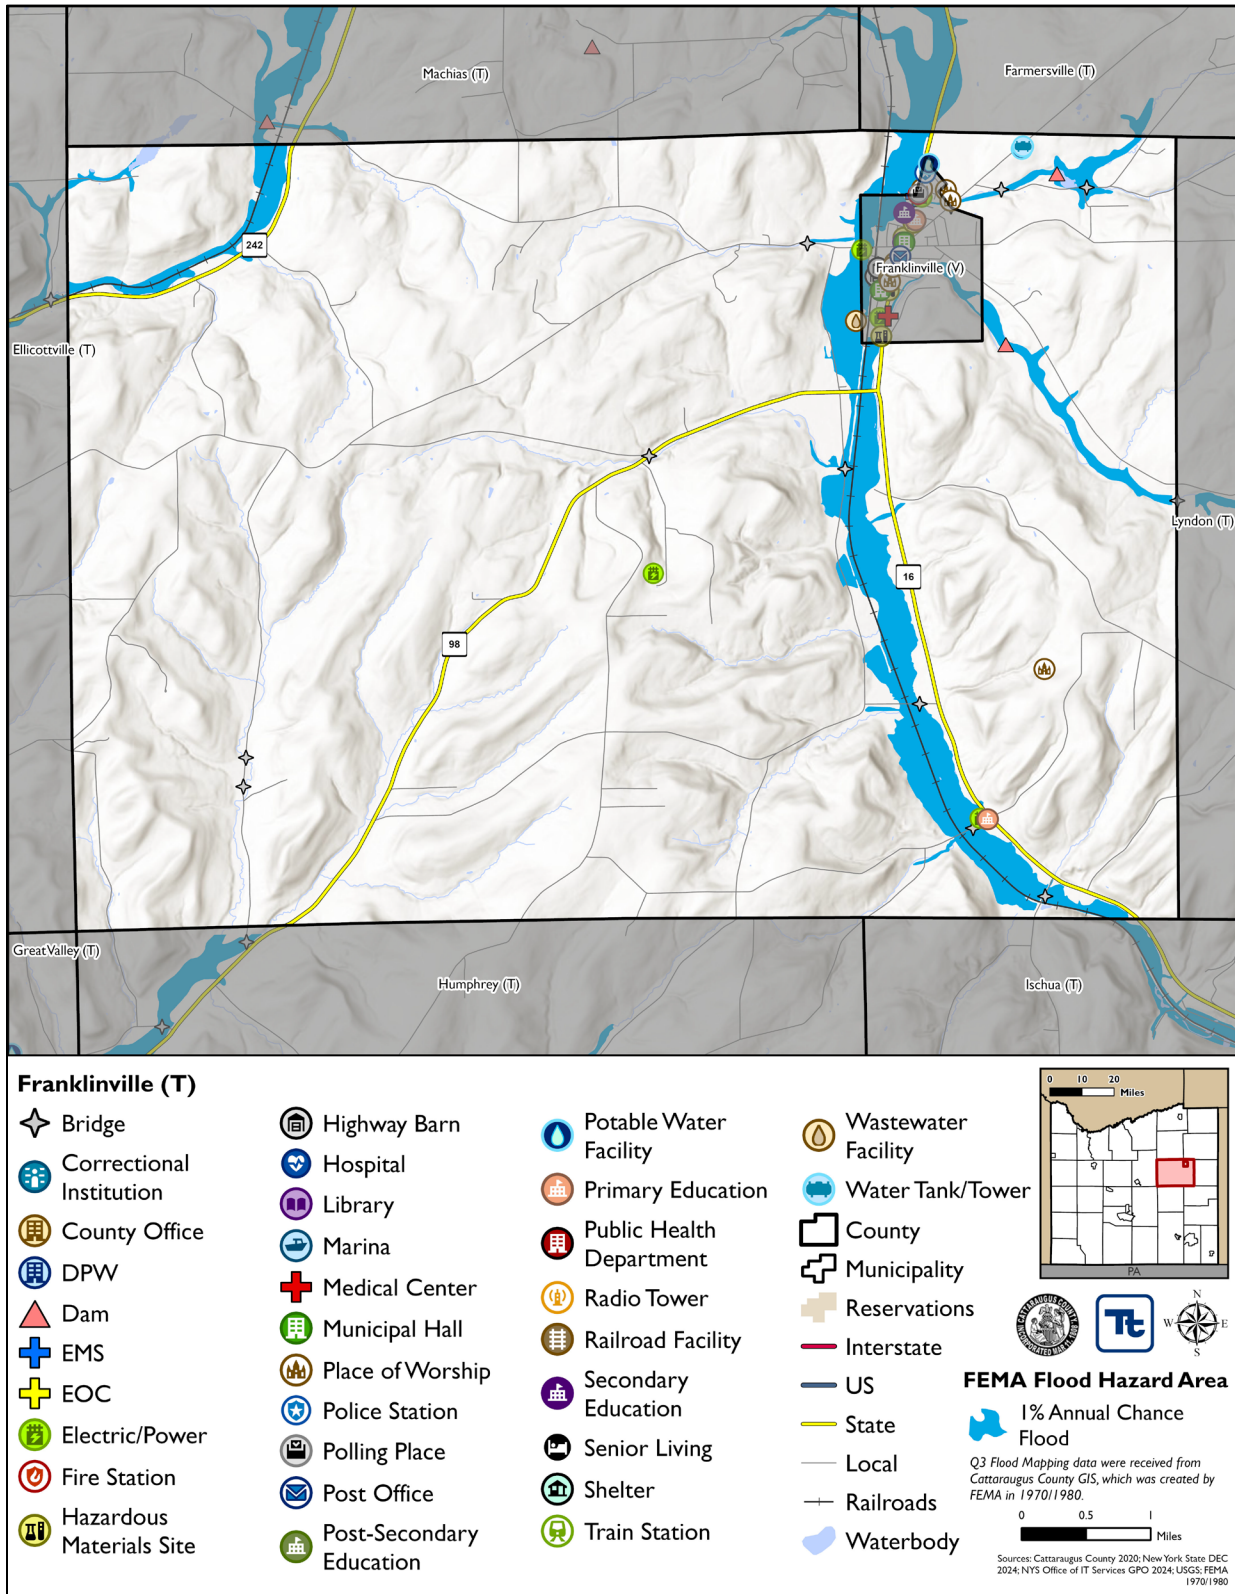 Machias (T)
Farmersville (T)
242
Franklinville (V)
Ellicottville (T)
Lyndon (T)
16
98
Great Valley (T)
Humphrey (T)
Ischua (T)
Franklinville (T)
Bridge
Correctional
Institution
County Office
DPW
Dam
EMS
EOC
Electric/Power
Fire Station
Hazardous
Materials Site
Highway Barn
Hospital
Library
Marina
Medical Center
Municipal Hall
Place of Worship
Police Station
Polling Place
Post Office
Post-Secondary
Education
Potable Water
Facility
Primary Education
Public Health
Department
Radio Tower
Railroad Facility
Secondary
Education
Senior Living
Shelter
Train Station
Wastewater
Facility
Water Tank/Tower
County
Municipality
Reservations
Interstate
US
State
Local
Railroads
Waterbody
0 10 20
Miles
PA
Tt
N
W E
S
FEMA Flood Hazard Area
1% Annual Chance
Flood
Q3 Flood Mapping data were received from
Cattaraugus County GIS, which was created by
FEMA in 1970/1980.
0 0.5 1
Miles
Sources: Cattaraugus County 2020; New York State DEC
2024; NYS Office of IT Services GPO 2024; USGS; FEMA
1970/1980